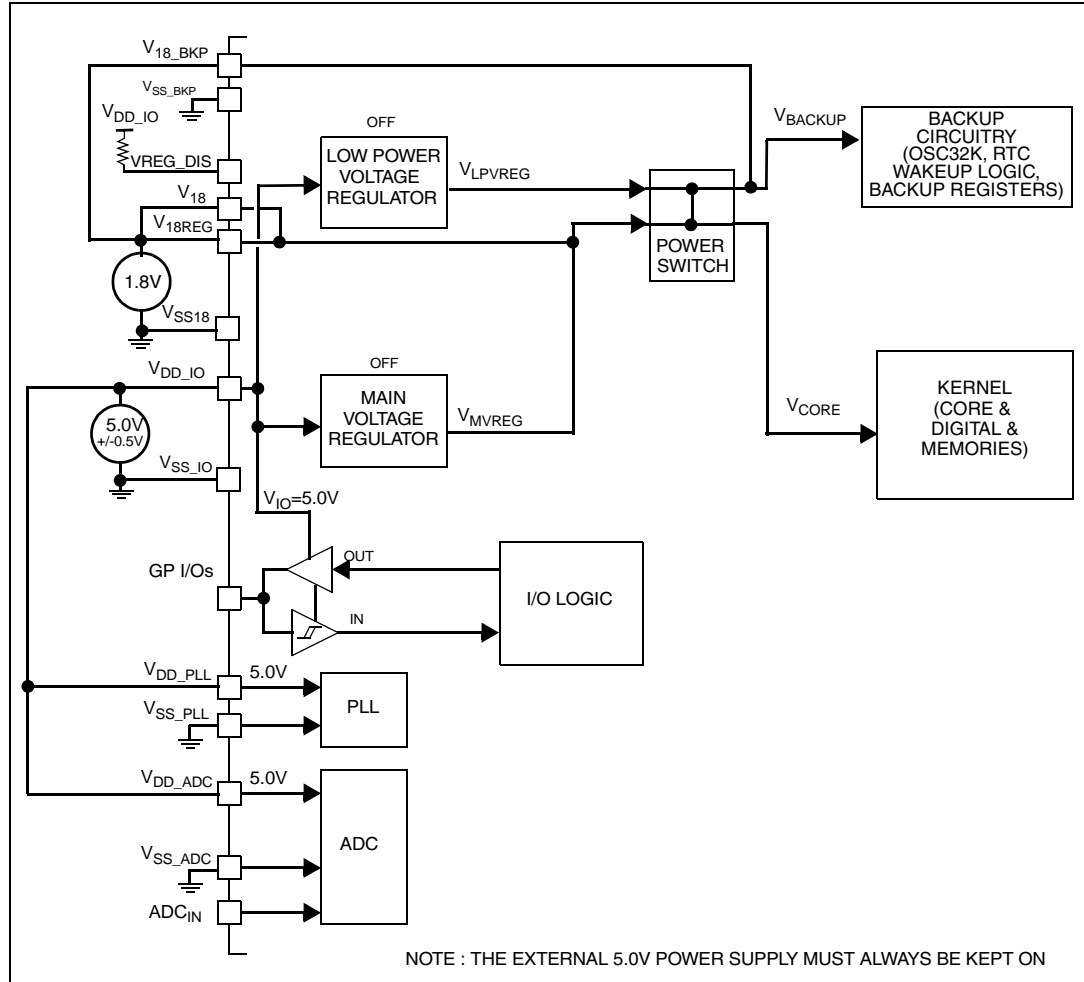 V18_BKP
VSS_BKP
VDD_IO
VREG_DIS
V18
V18REG
1.8V
VSS18
VDD_IO
5.0V
+/-0.5V
VSS_IO
GP I/Os
VDD_PLL
VSS_PLL
VDD_ADC
VSS_ADC
ADCIN
OFF
LOW POWER
VOLTAGE
REGULATOR
VLPVREG
POWER
SWITCH
VBACKUP
BACKUP
CIRCUITRY
(OSC32K, RTC
WAKEUP LOGIC,
BACKUP REGISTERS)
OFF
MAIN
VOLTAGE
REGULATOR
VMVREG
VCORE
KERNEL
(CORE &
DIGITAL &
MEMORIES)
VIO=5.0V
OUT
IN
I/O LOGIC
5.0V
PLL
5.0V
ADC
NOTE : THE EXTERNAL 5.0V POWER SUPPLY MUST ALWAYS BE KEPT ON